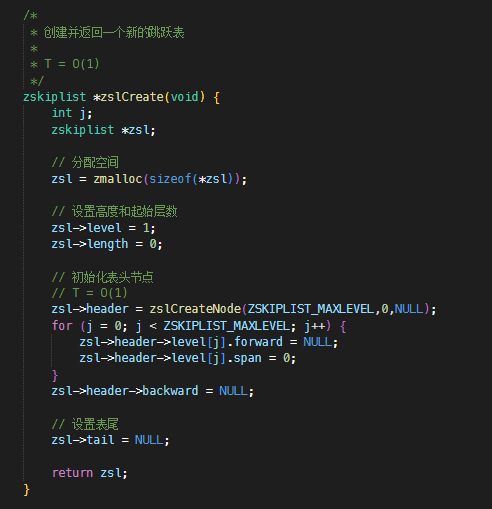 /*
 * 创建并返回一个新的跳跃表
 *
 * T = O(1)
 */
zskiplist *zslCreate(void) {
    int j;
    zskiplist *zsl;

    // 分配空间
    zsl = zmalloc(sizeof(*zsl));

    // 设置高度和起始层数
    zsl->level = 1;
    zsl->length = 0;

    // 初始化表头节点
    // T = O(1)
    zsl->header = zslCreateNode(ZSKIPLIST_MAXLEVEL,0,NULL);
    for (j = 0; j < ZSKIPLIST_MAXLEVEL; j++) {
        zsl->header->level[j].forward = NULL;
        zsl->header->level[j].span = 0;
    }
    zsl->header->backward = NULL;

    // 设置表尾
    zsl->tail = NULL;

    return zsl;
}